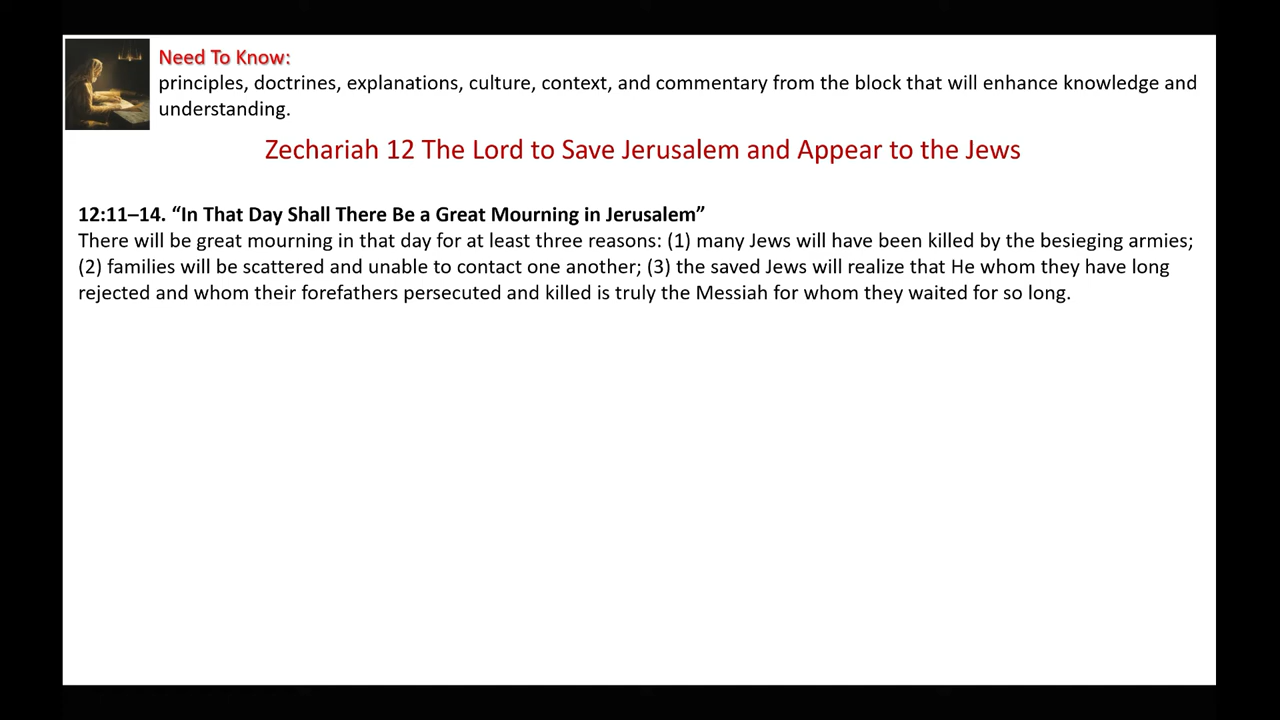 Need To Know:
principles, doctrines, explanations, culture, context, and commentary from the block that will enhance knowledge and
understanding.
Zechariah 12 The Lord to Save Jerusalem and Appear to the Jews
12:11–14. “In That Day Shall There Be a Great Mourning in Jerusalem”
There will be great mourning in that day for at least three reasons: (1) many Jews will have been killed by the besieging armies;
(2) families will be scattered and unable to contact one another; (3) the saved Jews will realize that He whom they have long
rejected and whom their forefathers persecuted and killed is truly the Messiah for whom they waited for so long.